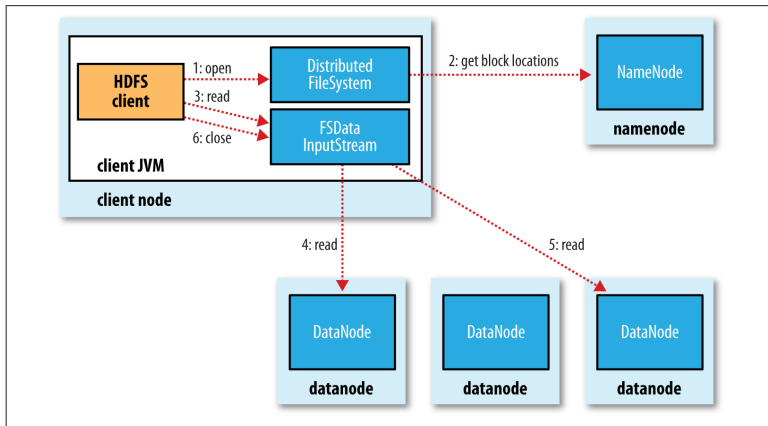 1: open
Distributed
FileSystem
2: get block locations
NameNode
HDFS
client
3: read
6: close
FSData
InputStream
namenode
client JVM
client node
4: read
5: read
DataNode
DataNode
DataNode
datanode
datanode
datanode